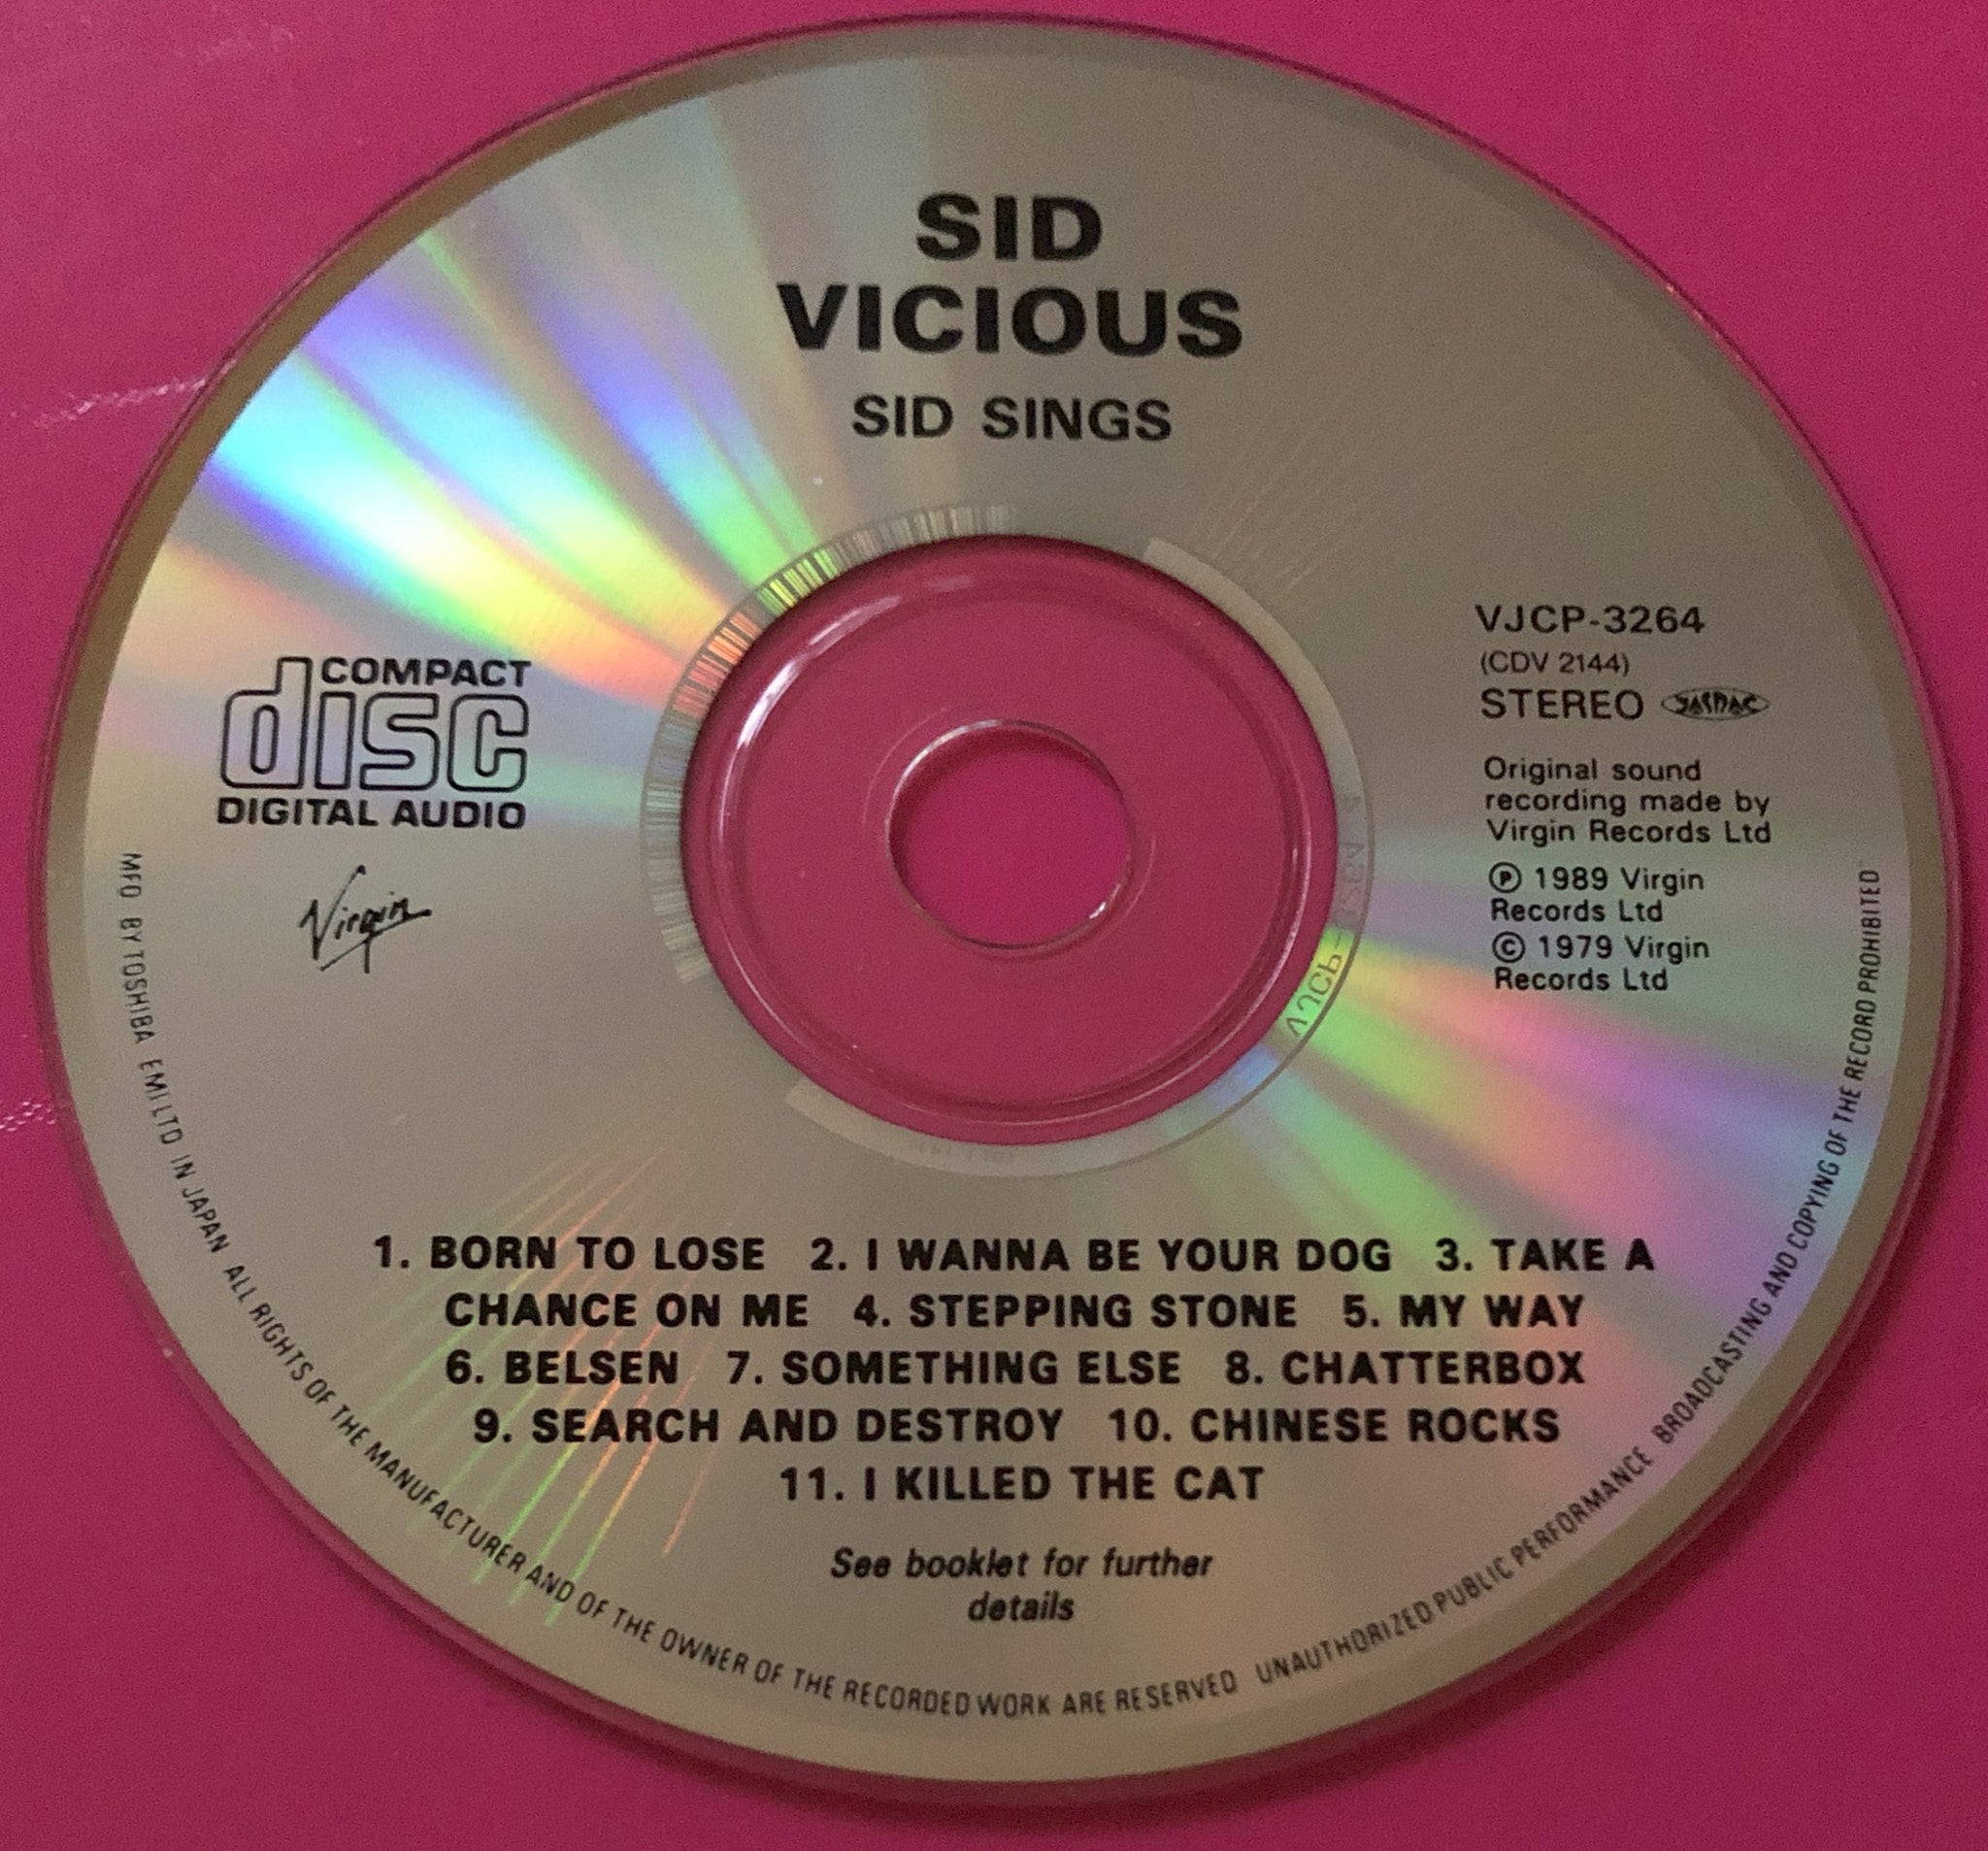 SID
VICIOUS
SID SINGS
COMPACT
disc
DIGITAL AUDIO
Virgin
VJCP-3264
(CDV 2144)
STEREO JASRAC
Original sound
recording made by
Virgin Records Ltd
Ⓟ 1989 Virgin
Records Ltd
© 1979 Virgin
Records Ltd
1. BORN TO LOSE 2. I WANNA BE YOUR DOG 3. TAKE A
CHANCE ON ME 4. STEPPING STONE 5. MY WAY
6. BELSEN 7. SOMETHING ELSE 8. CHATTERBOX
9. SEARCH AND DESTROY 10. CHINESE ROCKS
11. I KILLED THE CAT
See booklet for further
details
MFD BY TOSHIBA EMI LTD IN JAPAN ALL RIGHTS OF THE MANUFACTURER AND OF THE OWNER OF THE RECORDED WORK ARE RESERVED UNAUTHORIZED PUBLIC PERFORMANCE BROADCASTING AND COPYING OF THE RECORD PROHIBITED
VJCP-